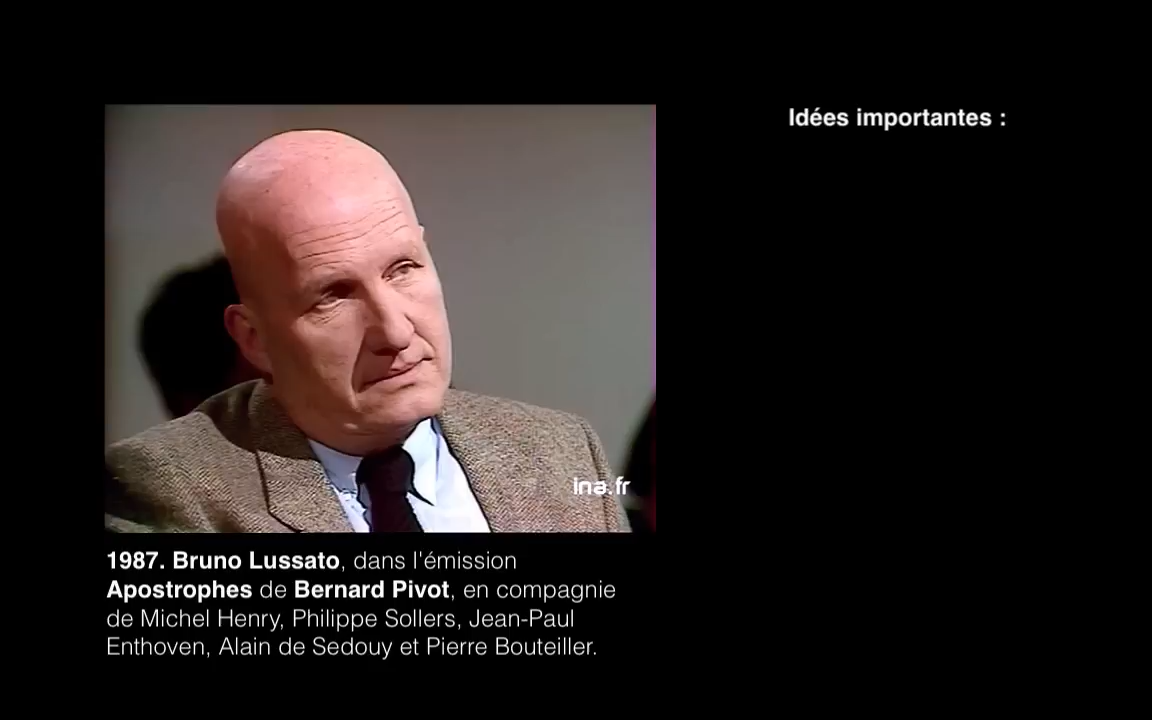 Idées importantes :
ina.fr
1987. Bruno Lussato, dans l'émission
Apostrophes de Bernard Pivot, en compagnie
de Michel Henry, Philippe Sollers, Jean-Paul
Enthoven, Alain de Sedouy et Pierre Bouteiller.